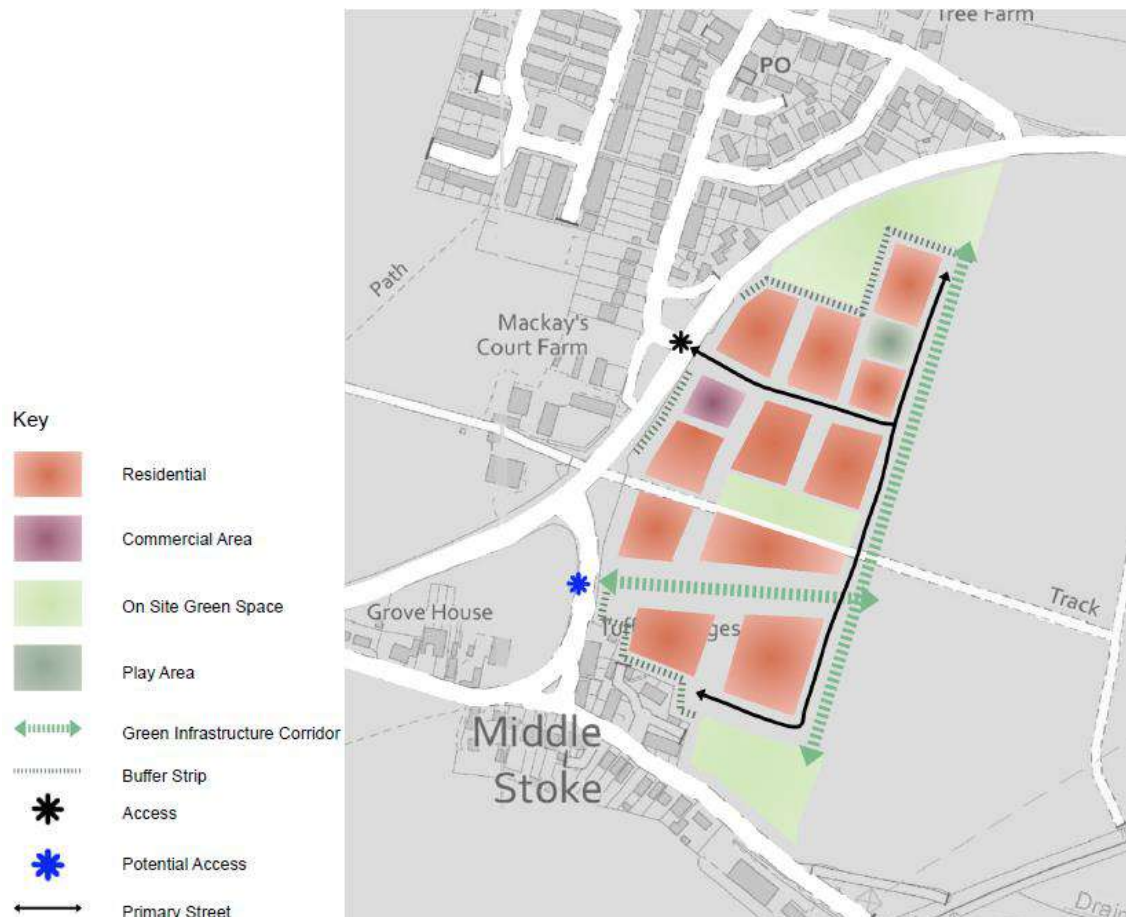 Key
Residential
Commercial Area
On Site Green Space
Play Area
Green Infrastructure Corridor
Buffer Strip
Access
Potential Access
Primary Street
Tree Farm
PO
Path
Mackay's
Court Farm
Grove House
Track
Middle
Stoke